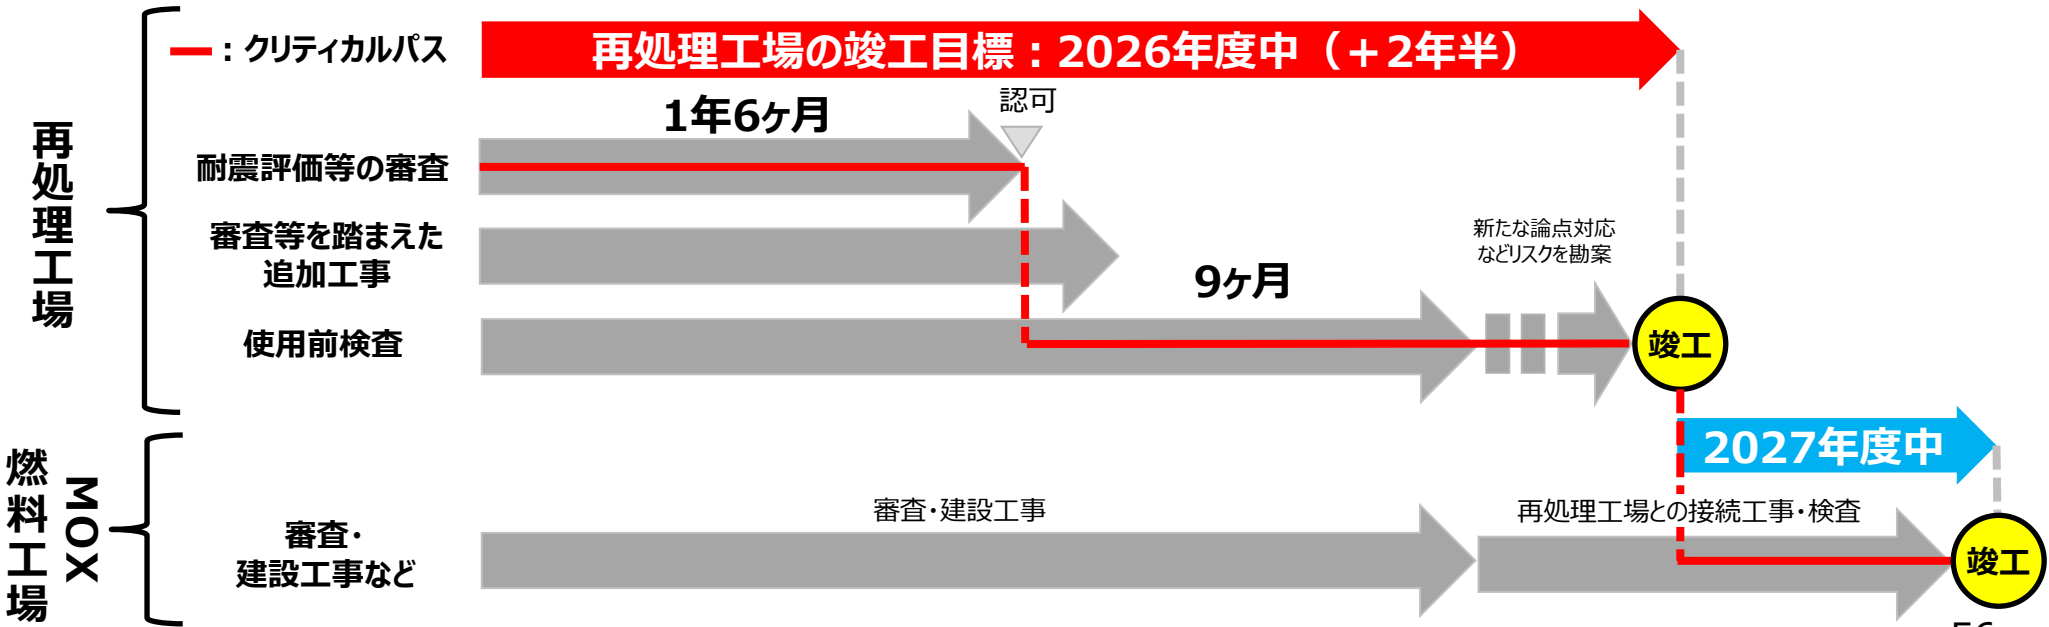 ：クリティカルパス
再処理工場の竣工目標：2026年度中（＋2年半）
再処理工場
1年6ヶ月
認可
耐震評価等の審査
審査等を踏まえた
追加工事
9ヶ月
新たな論点対応
などリスクを勘案
使用前検査
竣工
MOX
燃料工場
2027年度中
審査・建設工事
再処理工場との接続工事・検査
審査・
建設工事など
竣工